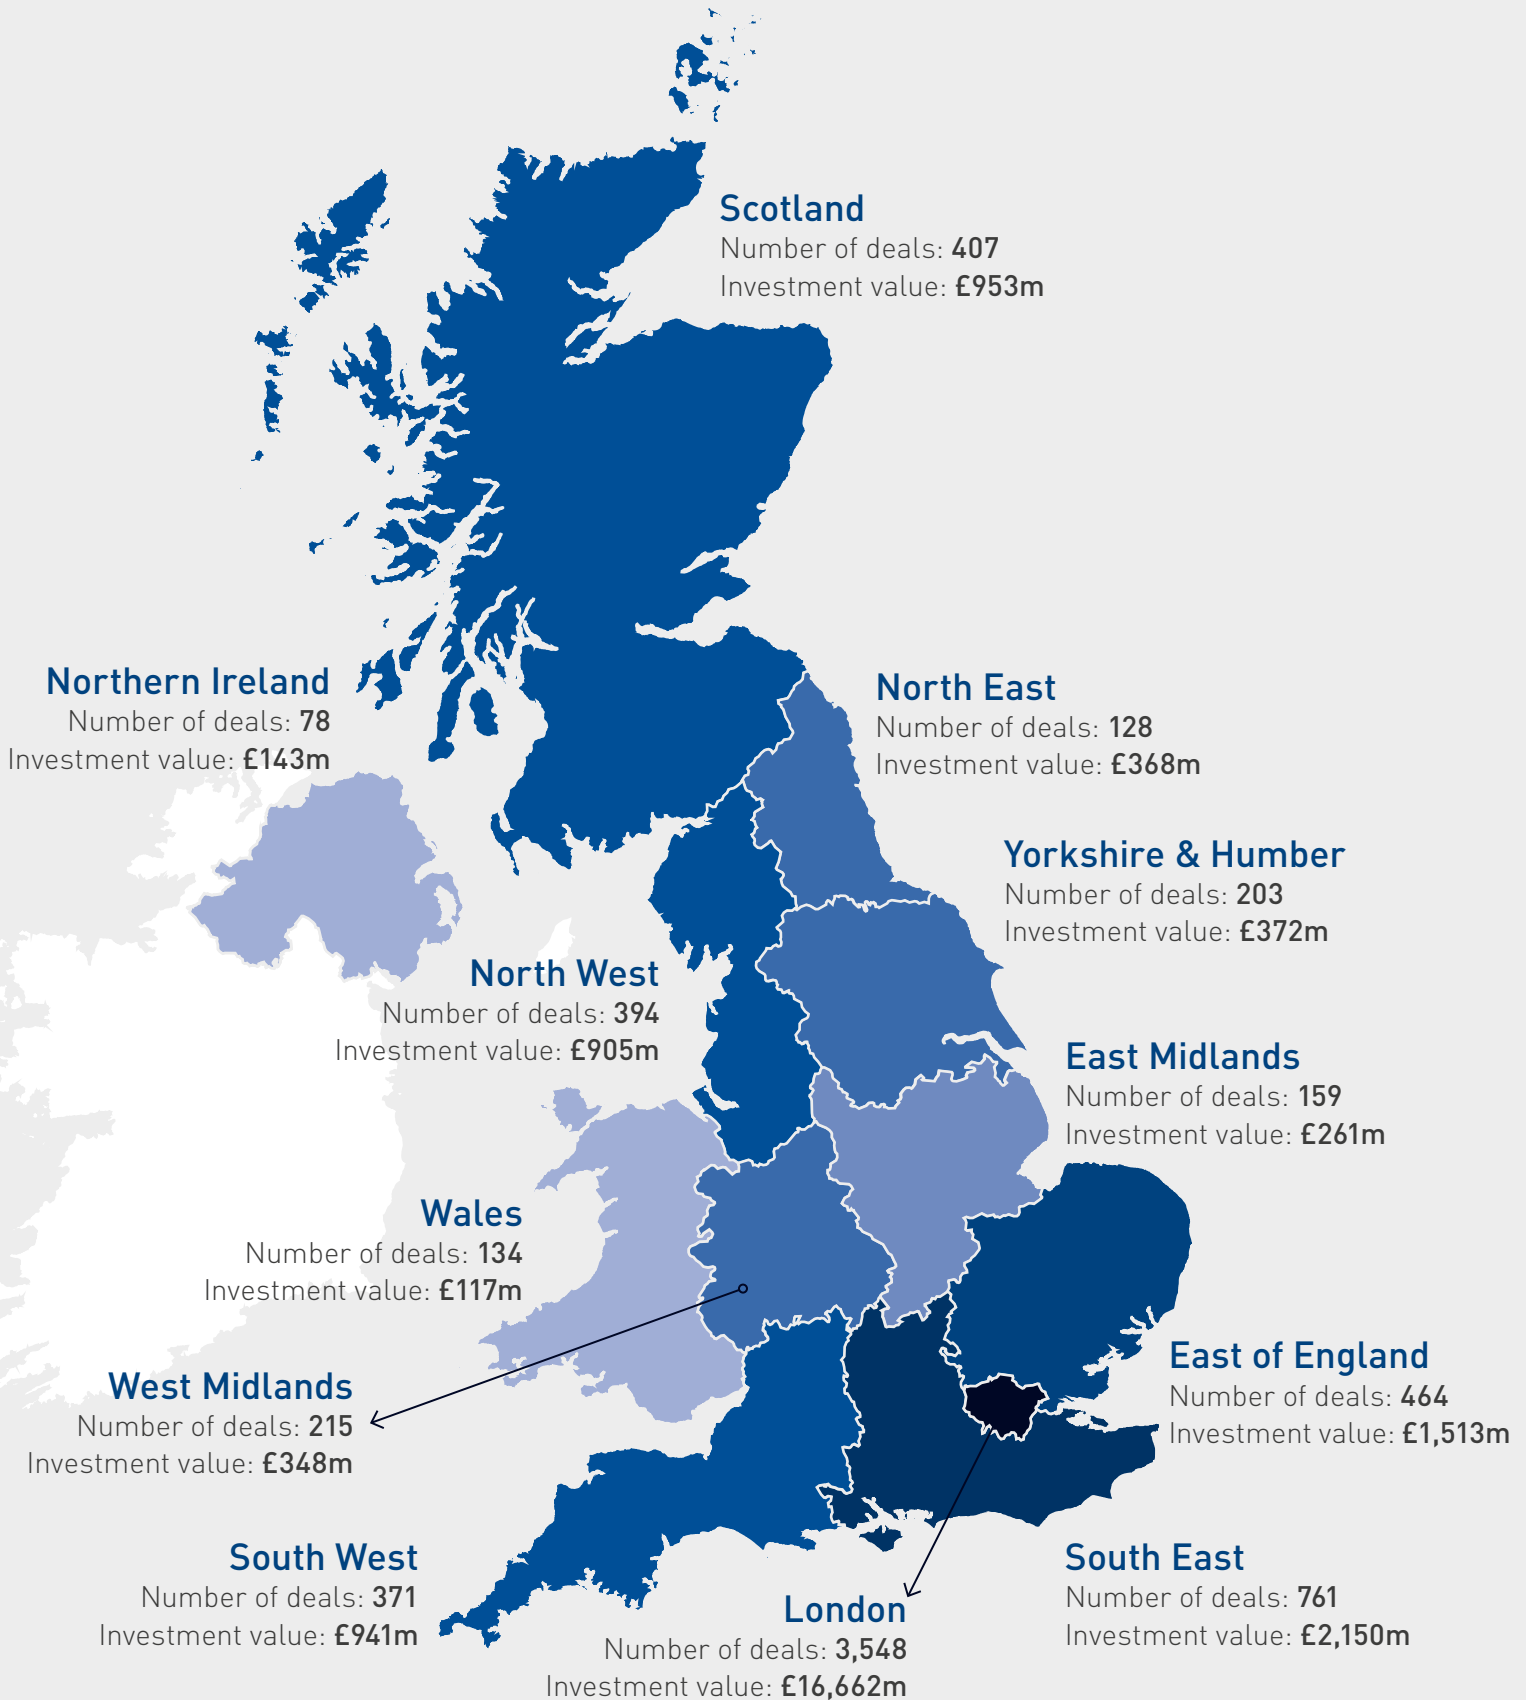 Scotland
Number of deals: 407
Investment value: £953m
Northern Ireland
Number of deals: 78
Investment value: £143m
North East
Number of deals: 128
Investment value: £368m
Yorkshire & Humber
Number of deals: 203
Investment value: £372m
North West
Number of deals: 394
Investment value: £905m
East Midlands
Number of deals: 159
Investment value: £261m
Wales
Number of deals: 134
Investment value: £117m
West Midlands
Number of deals: 215
Investment value: £348m
East of England
Number of deals: 464
Investment value: £1,513m
South West
Number of deals: 371
Investment value: £941m
London
Number of deals: 3,548
Investment value: £16,662m
South East
Number of deals: 761
Investment value: £2,150m